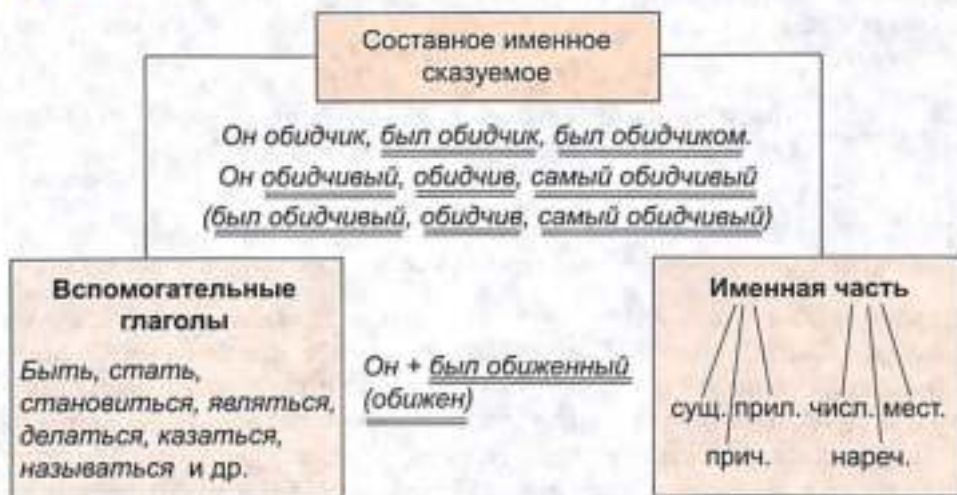 Составное именное
сказуемое
Он обидчик, был обидчик, был обидчиком.
Он обидчивый, обидчив, самый обидчивый
(был обидчивый, обидчив, самый обидчивый)
Вспомогательные
глаголы
Быть, стать,
становиться, являться,
делаться, казаться,
называться и др.
Он + был обиженный
(обижен)
Именная часть
сущ. прил. числ. мест.
прич. нареч.